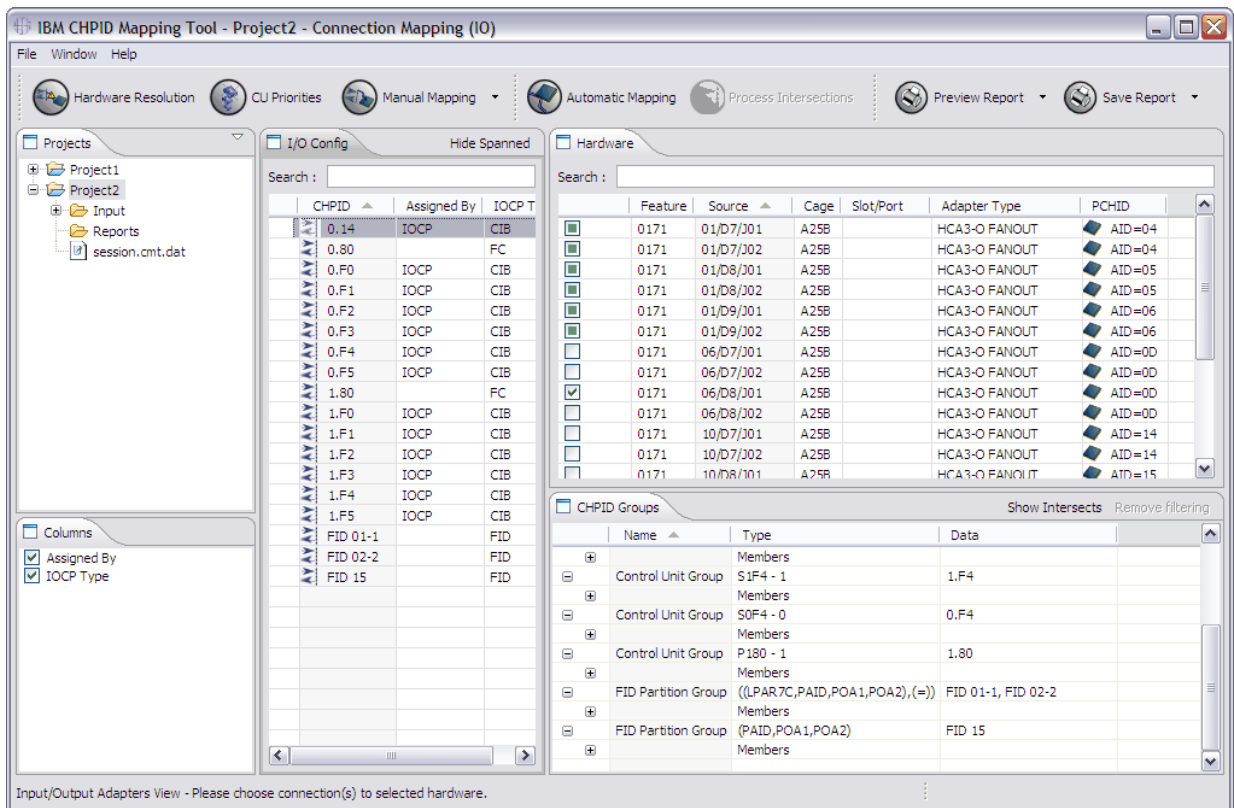 IBM CHPID Mapping Tool - Project2 - Connection Mapping (IO)
File Window Help
Hardware Resolution CU Priorities Manual Mapping Automatic Mapping Process Intersections Preview Report Save Report
Projects
Project1
Project2
Input
Reports
session.cmt.dat
Columns
Assigned By
IOCP Type
I/O Config Hide Spanned
Search :
CHPID Assigned By IOCP T
0.14 IOCP CIB
0.80 FC
0.F0 IOCP CIB
0.F1 IOCP CIB
0.F2 IOCP CIB
0.F3 IOCP CIB
0.F4 IOCP CIB
0.F5 IOCP CIB
1.80 FC
1.F0 IOCP CIB
1.F1 IOCP CIB
1.F2 IOCP CIB
1.F3 IOCP CIB
1.F4 IOCP CIB
1.F5 IOCP CIB
FID 01-1 FID
FID 02-2 FID
FID 15 FID
Hardware
Search :
Feature Source Cage Slot/Port Adapter Type PCHID
0171 01/D7/J01 A25B HCA3-O FANOUT AID=04
0171 01/D7/J02 A25B HCA3-O FANOUT AID=04
0171 01/D8/J01 A25B HCA3-O FANOUT AID=05
0171 01/D8/J02 A25B HCA3-O FANOUT AID=05
0171 01/D9/J01 A25B HCA3-O FANOUT AID=06
0171 01/D9/J02 A25B HCA3-O FANOUT AID=06
0171 06/D7/J01 A25B HCA3-O FANOUT AID=0D
0171 06/D7/J02 A25B HCA3-O FANOUT AID=0D
0171 06/D8/J01 A25B HCA3-O FANOUT AID=0D
0171 06/D8/J02 A25B HCA3-O FANOUT AID=0D
0171 10/D7/J01 A25B HCA3-O FANOUT AID=14
0171 10/D7/J02 A25B HCA3-O FANOUT AID=14
0171 10/D8/J01 A25B HCA3-O FANOUT AID=15
CHPID Groups Show Intersects Remove filtering
Name Type Data
Members
Control Unit Group S1F4 - 1 1.F4
Members
Control Unit Group S0F4 - 0 0.F4
Members
Control Unit Group P180 - 1 1.80
Members
FID Partition Group ((LPAR7C,PAID,POA1,POA2),(=)) FID 01-1, FID 02-2
Members
FID Partition Group (PAID,POA1,POA2) FID 15
Members
Input/Output Adapters View - Please choose connection(s) to selected hardware.